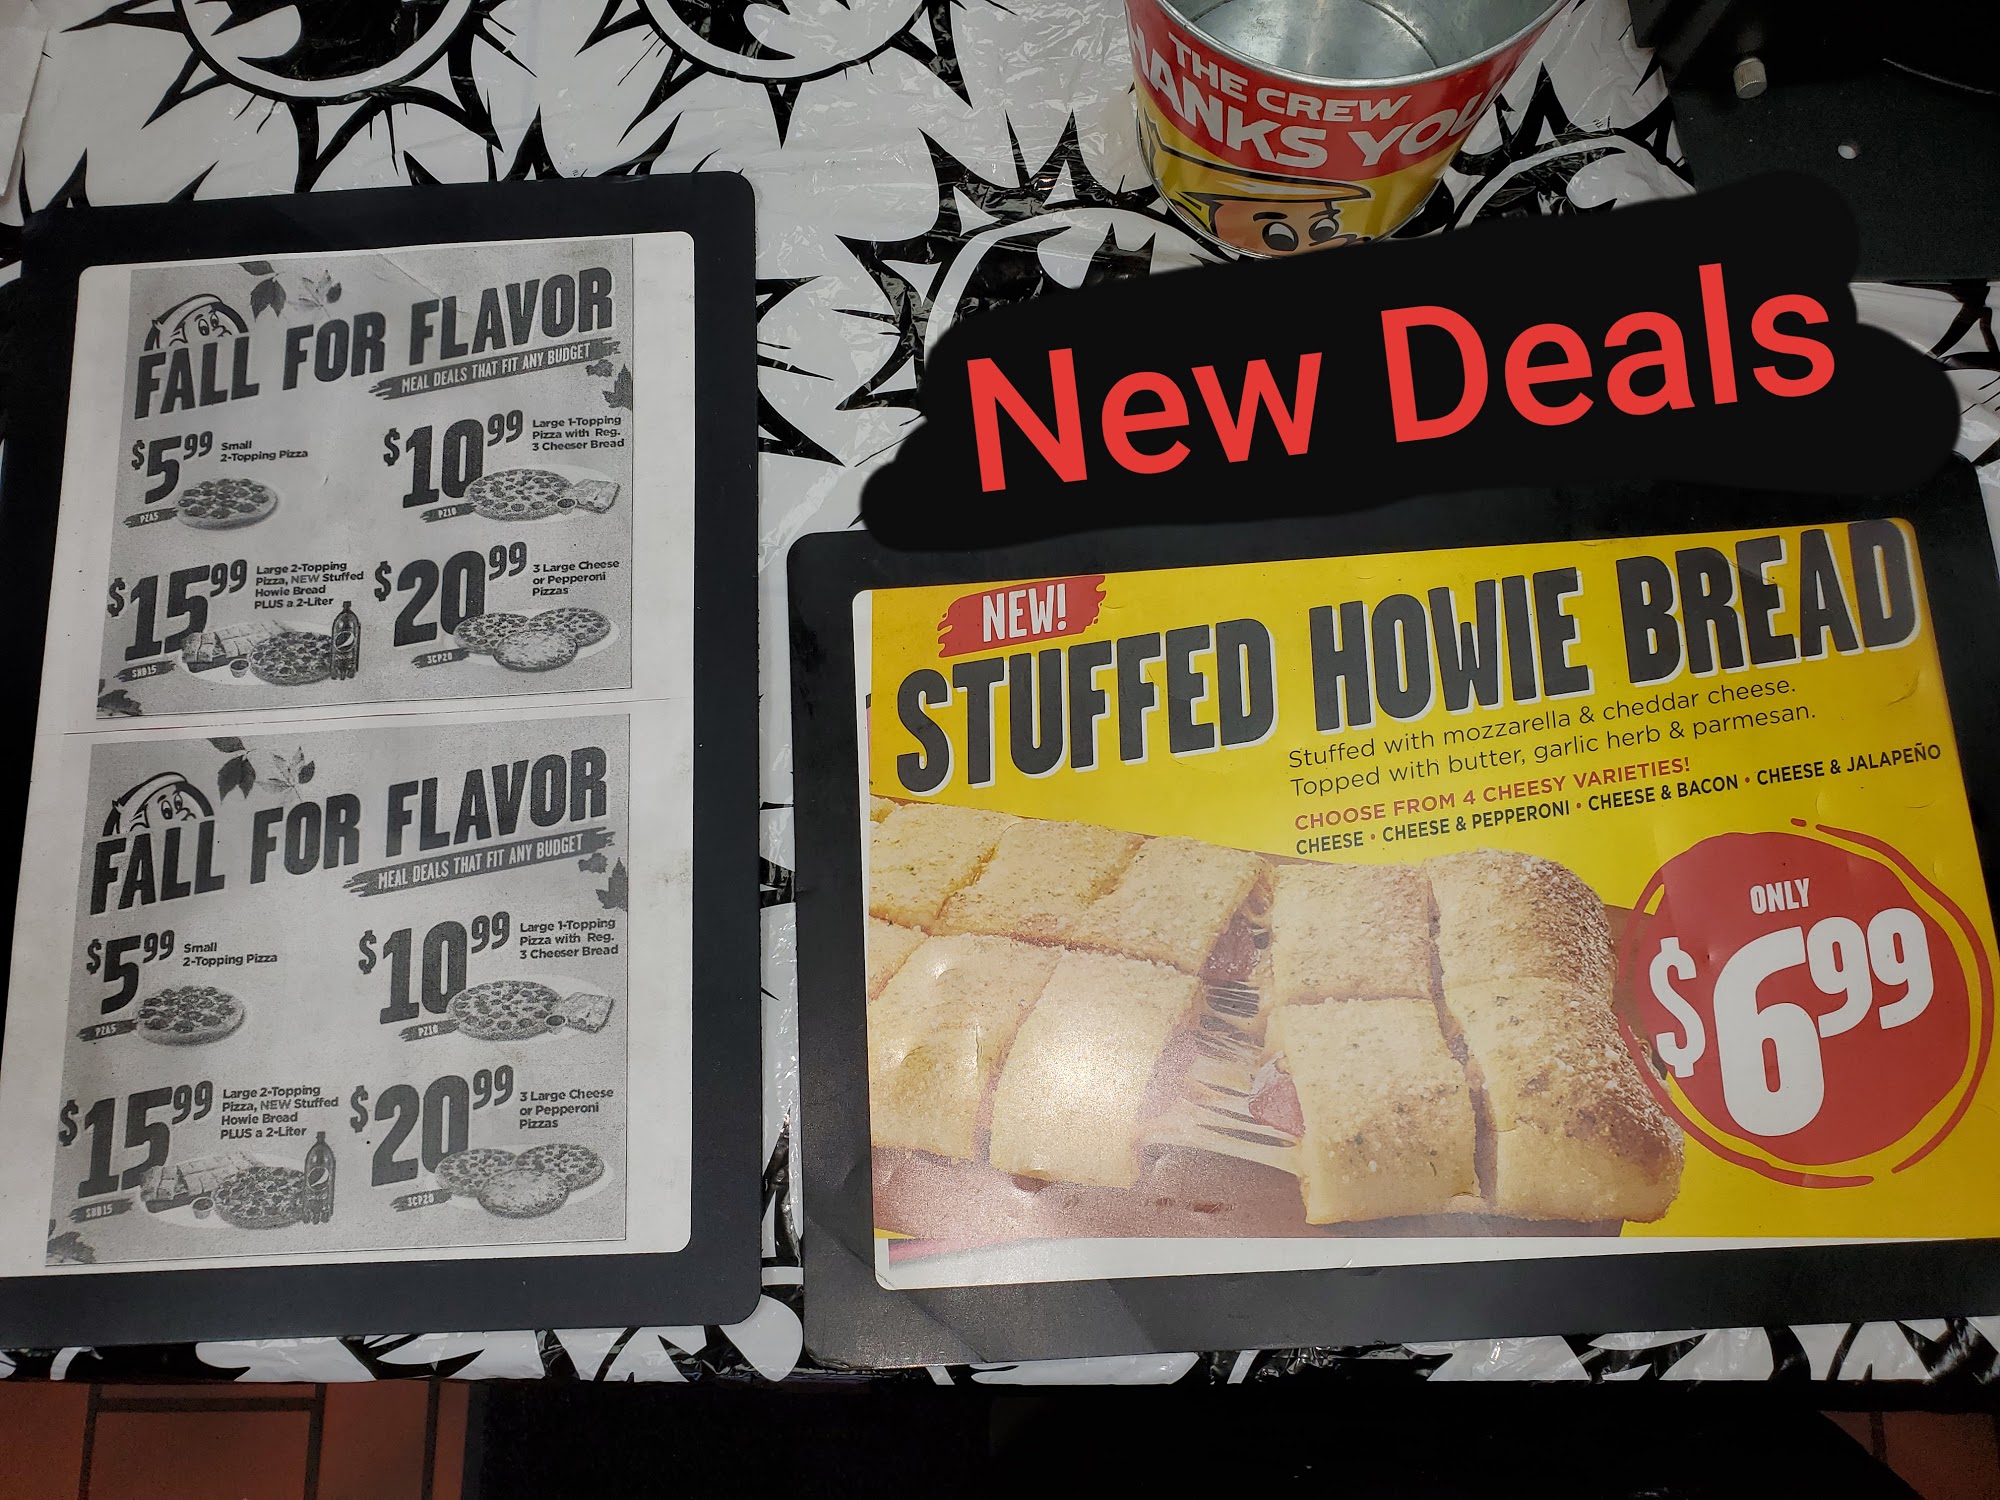 THE CREW
HANKS YOU
New Deals
FALL FOR FLAVOR
MEAL DEALS THAT FIT ANY BUDGET
$5.99 Small
2-Topping Pizza
PZA5
$10.99 Large 1-Topping
Pizza with Reg.
3 Cheeser Bread
PZ10
$15.99 Large 2-Topping
Pizza, NEW Stuffed
Howie Bread
PLUS a 2-Liter
SHB15
$20.99 3 Large Cheese
or Pepperoni
Pizzas
3CP20
FALL FOR FLAVOR
MEAL DEALS THAT FIT ANY BUDGET
$5.99 Small
2-Topping Pizza
PZA5
$10.99 Large 1-Topping
Pizza with Reg.
3 Cheeser Bread
PZ10
$15.99 Large 2-Topping
Pizza, NEW Stuffed
Howie Bread
PLUS a 2-Liter
SHB15
$20.99 3 Large Cheese
or Pepperoni
Pizzas
3CP20
NEW!
STUFFED HOWIE BREAD
Stuffed with mozzarella & cheddar cheese.
Topped with butter, garlic herb & parmesan.
CHOOSE FROM 4 CHEESY VARIETIES!
CHEESE • CHEESE & PEPPERONI • CHEESE & BACON • CHEESE & JALAPEÑO
ONLY
$6.99